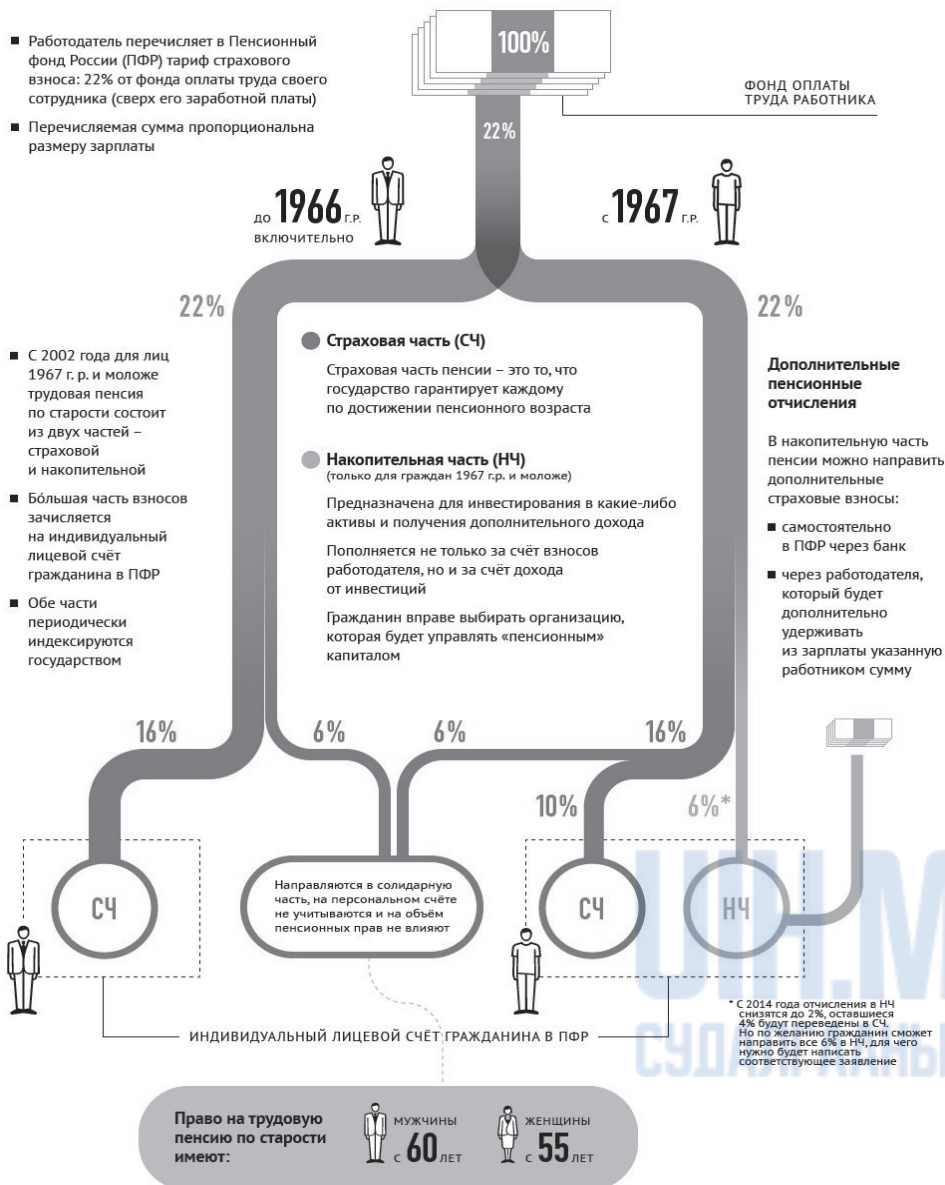 ■ Работодатель перечисляет в Пенсионный
фонд России (ПФР) тариф страхового
взноса: 22% от фонда оплаты труда своего
сотрудника (сверх его заработной платы)
■ Перечисляемая сумма пропорциональна
размеру зарплаты
100%
ФОНД ОПЛАТЫ
ТРУДА РАБОТНИКА
22%
ДО 1966 Г.Р.
ВКЛЮЧИТЕЛЬНО
С 1967 Г.Р.
22%
22%
■ С 2002 года для лиц
1967 г. р. и моложе
трудовая пенсия
по старости состоит
из двух частей –
страховой
и накопительной
■ Бо́льшая часть взносов
зачисляется
на индивидуальный
лицевой счёт
гражданина в ПФР
■ Обе части
периодически
индексируются
государством
Страховая часть (СЧ)
Страховая часть пенсии – это то, что
государство гарантирует каждому
по достижении пенсионного возраста
Накопительная часть (НЧ)
(только для граждан 1967 г.р. и моложе)
Предназначена для инвестирования в какие-либо
активы и получения дополнительного дохода
Пополняется не только за счёт взносов
работодателя, но и за счёт дохода
от инвестиций
Гражданин вправе выбирать организацию,
которая будет управлять «пенсионным»
капиталом
Дополнительные
пенсионные
отчисления
В накопительную часть
пенсии можно направить
дополнительные
страховые взносы:
■ самостоятельно
в ПФР через банк
■ через работодателя,
который будет
дополнительно
удерживать
из зарплаты указанную
работником сумму
16%
6%
6%
16%
10%
6%*
СЧ
Направляются в солидарную
часть, на персональном счёте
не учитываются и на объём
пенсионных прав не влияют
СЧ
НЧ
UIH.M
* С 2014 года отчисления в НЧ
снизятся до 2%, оставшиеся
4% будут переведены в СЧ.
Но по желанию гражданин сможет
направить все 6% в НЧ, для чего
нужно будет написать
соответствующее заявление
ИНДИВИДУАЛЬНЫЙ ЛИЦЕВОЙ СЧЁТ ГРАЖДАНИНА В ПФР
Право на трудовую
пенсию по старости
имеют:
МУЖЧИНЫ
С 60 ЛЕТ
ЖЕНЩИНЫ
С 55 ЛЕТ